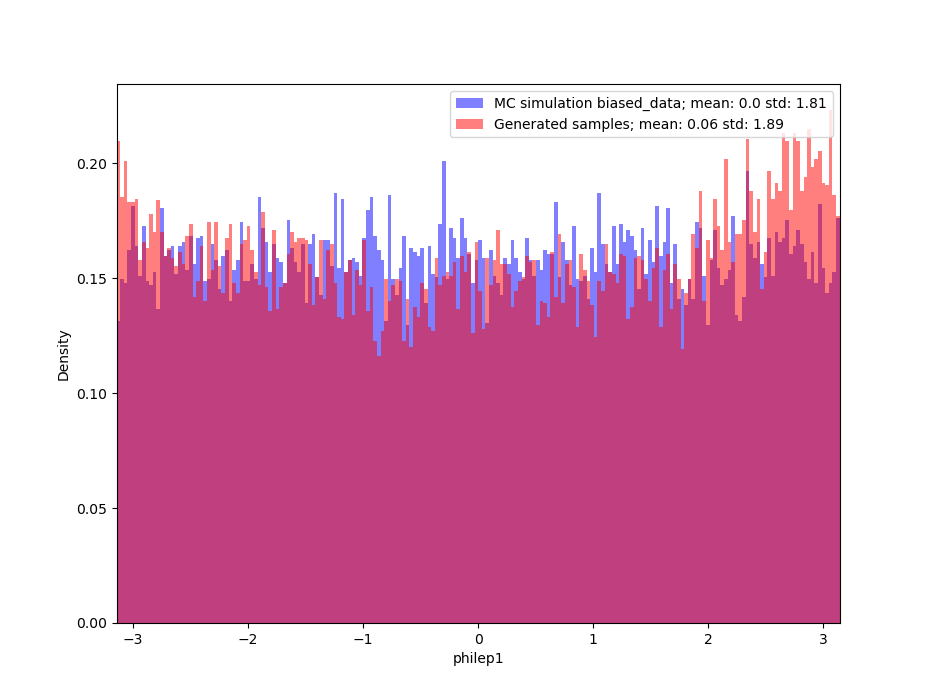 MC simulation biased_data; mean: 0.0 std: 1.81
Generated samples; mean: 0.06 std: 1.89
0.20
0.15
0.10
0.05
0.00
Density
−3 −2 −1 0 1 2 3
philep1